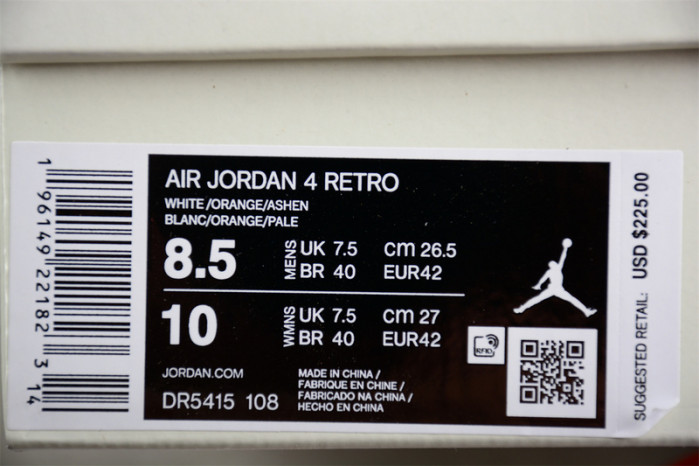 1 96149 22182 3 14
AIR JORDAN 4 RETRO
WHITE/ORANGE/ASHEN
BLANC/ORANGE/PALE
8.5 MENS UK 7.5 cm 26.5
BR 40 EUR42
10 WMNS UK 7.5 cm 27
BR 40 EUR42
JORDAN.COM
DR5415 108
MADE IN CHINA /
FABRIQUE EN CHINE /
FABRICADO NA CHINA /
HECHO EN CHINA
RFID
SUGGESTED RETAIL: USD $225.00